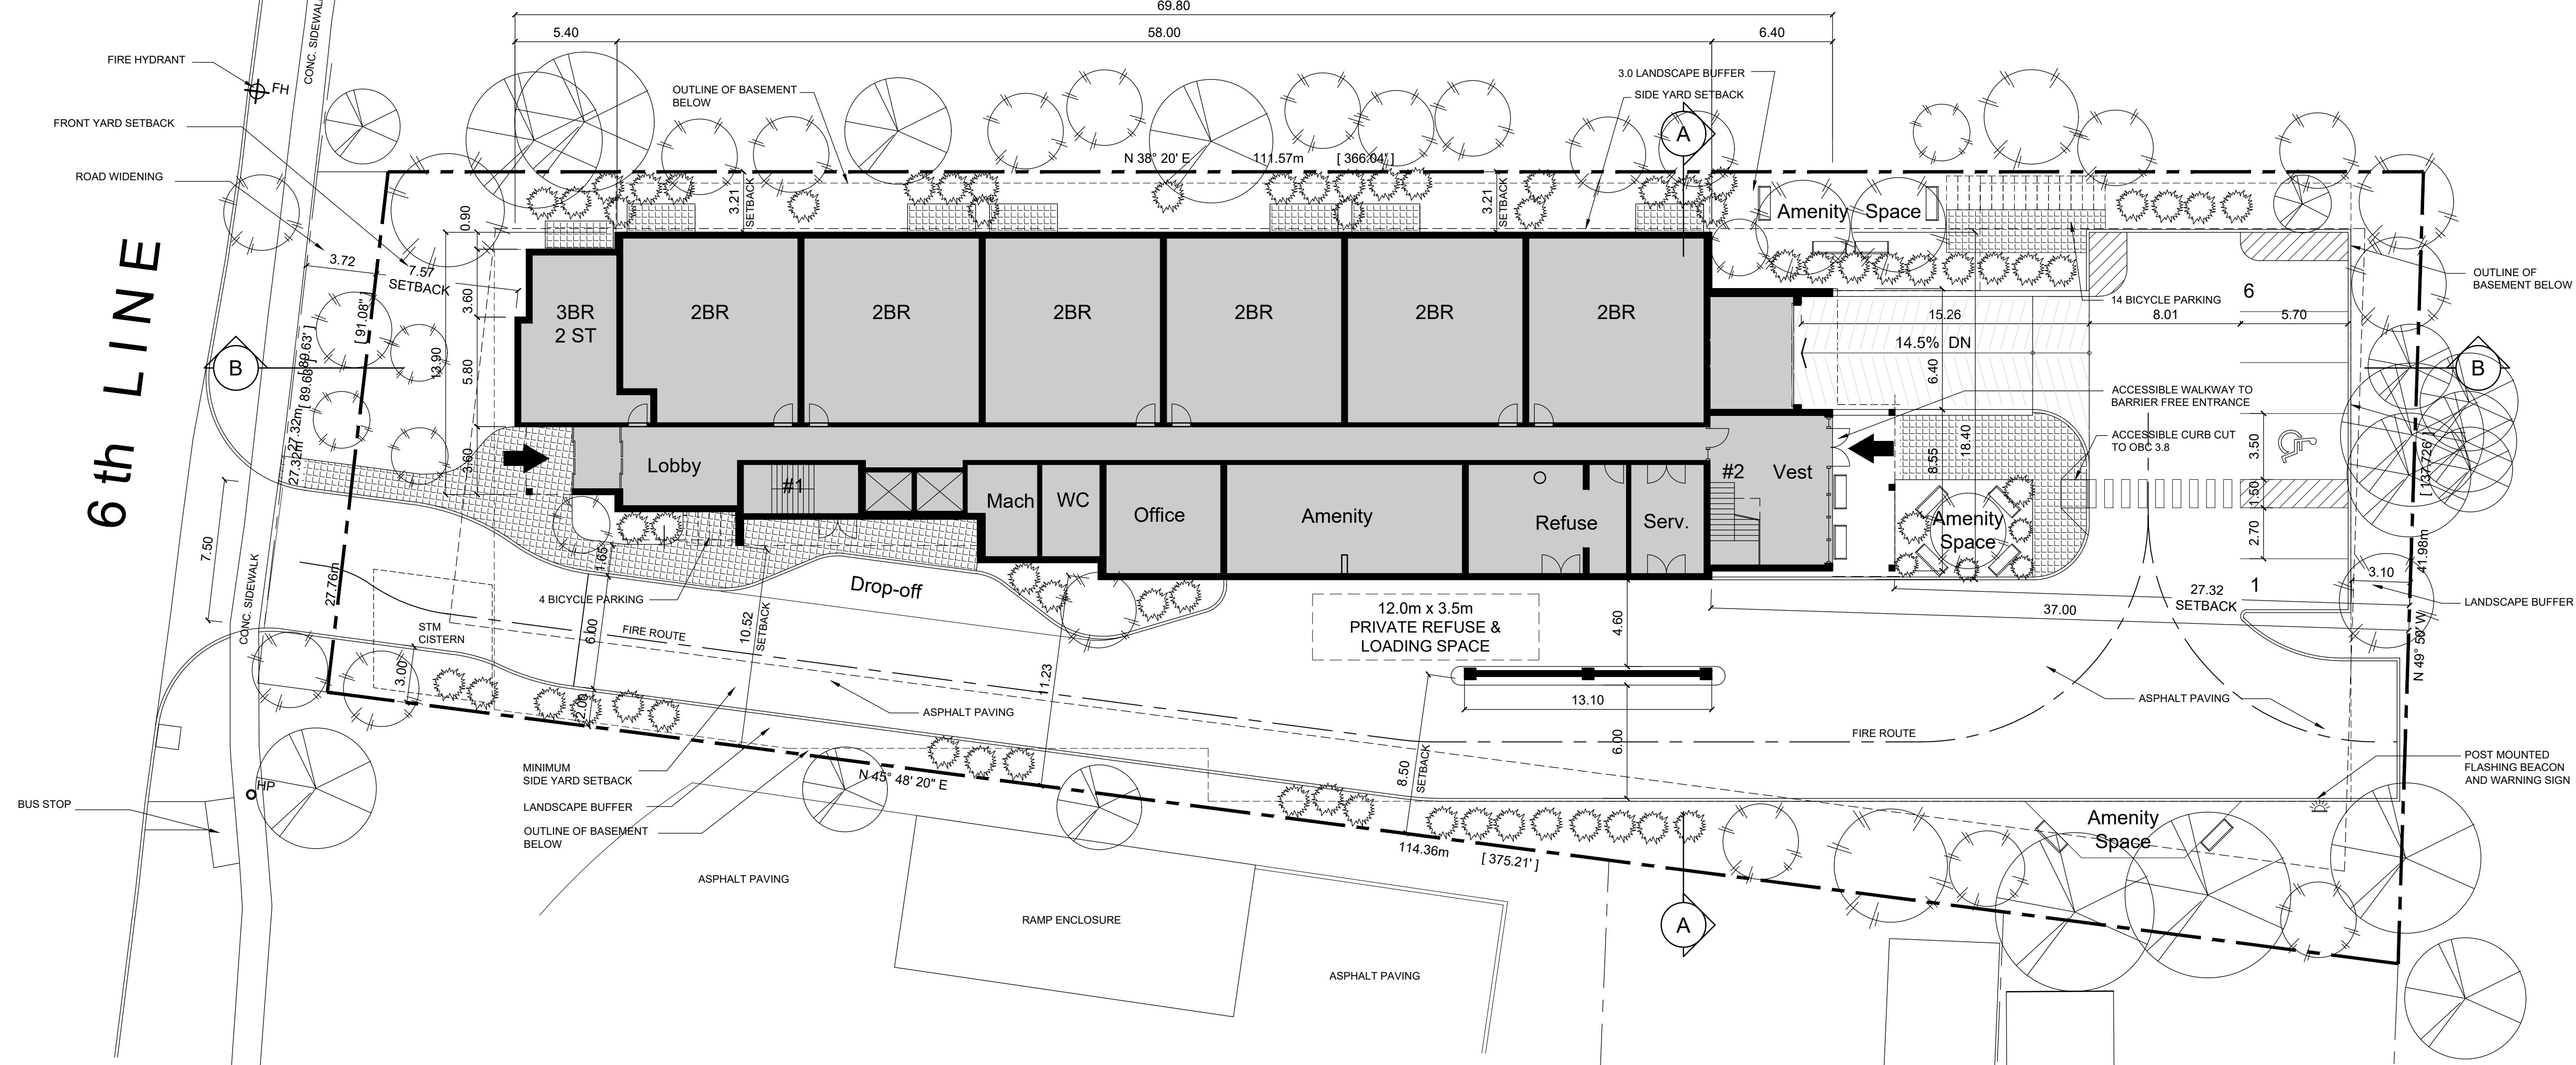 69.80
5.40
58.00
6.40
CONC. SIDEWALK
FIRE HYDRANT
FH
FRONT YARD SETBACK
ROAD WIDENING
OUTLINE OF BASEMENT
BELOW
3.0 LANDSCAPE BUFFER
SIDE YARD SETBACK
A
N 38° 20' E
111.57m
[ 366.04' ]
3.21
SETBACK
3.21
SETBACK
Amenity Space
0.90
3.72
7.57
SETBACK
3.60
5.80
13.90
3.60
[ 91.08" ]
[ 89.63' ]
27.32m
27.32m
6th LINE
B
3BR
2 ST
2BR
2BR
2BR
2BR
2BR
2BR
14 BICYCLE PARKING
6
OUTLINE OF
BASEMENT BELOW
15.26
8.01
5.70
14.5% DN
6.40
B
ACCESSIBLE WALKWAY TO
BARRIER FREE ENTRANCE
ACCESSIBLE CURB CUT
TO OBC 3.8
18.40
8.55
3.50
1.50
2.70
[ 137.726 ]
41.98m
Lobby
#1
Mach
WC
Office
Amenity
Refuse
Serv.
#2
Vest
Amenity
Space
1
3.10
27.32
SETBACK
37.00
LANDSCAPE BUFFER
N 49° 50' W
7.50
CONC. SIDEWALK
27.76m
1.65
4 BICYCLE PARKING
Drop-off
12.0m x 3.5m
PRIVATE REFUSE &
LOADING SPACE
4.60
STM
CISTERN
3.00
6.00
FIRE ROUTE
10.52
SETBACK
11.23
2.00
ASPHALT PAVING
13.10
6.00
8.50
SETBACK
ASPHALT PAVING
FIRE ROUTE
POST MOUNTED
FLASHING BEACON
AND WARNING SIGN
MINIMUM
SIDE YARD SETBACK
LANDSCAPE BUFFER
OUTLINE OF BASEMENT
BELOW
N 45° 48' 20" E
HP
BUS STOP
114.36m
[ 375.21' ]
Amenity
Space
ASPHALT PAVING
RAMP ENCLOSURE
ASPHALT PAVING
A